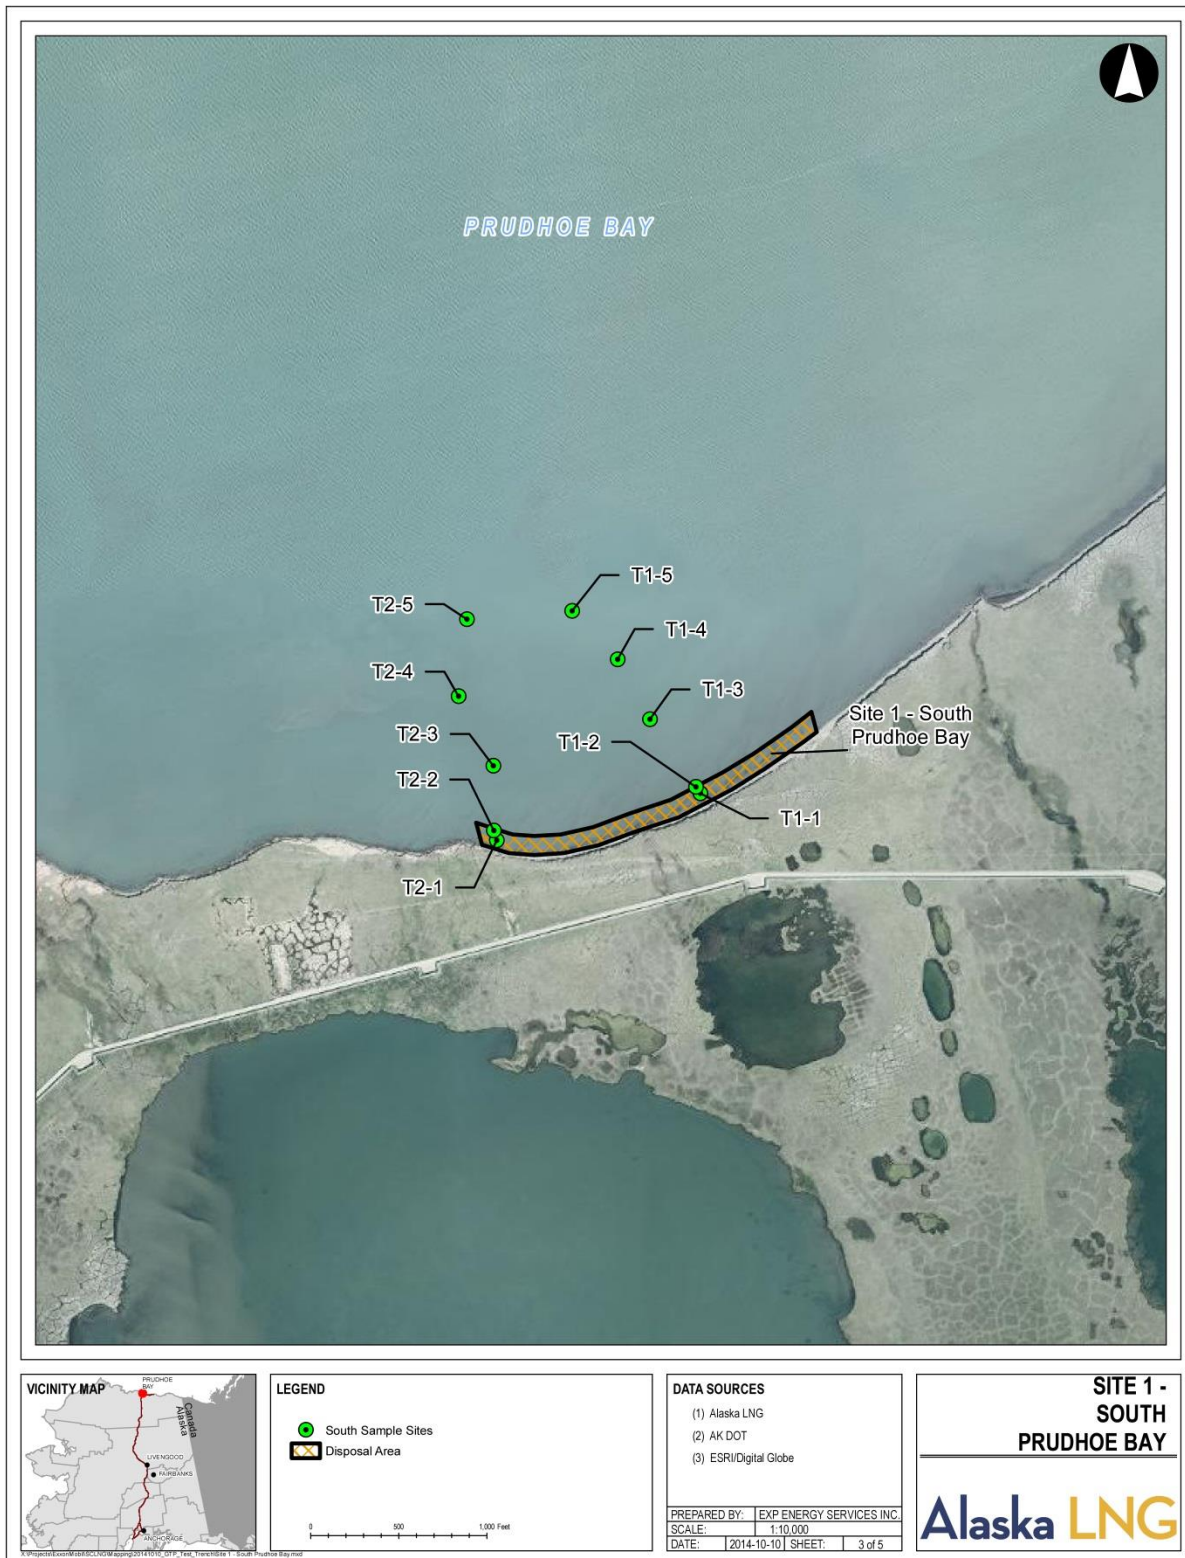 PRUDHOE BAY
T1-5
T2-5
T1-4
T2-4
T1-3
Site 1 - South
Prudhoe Bay
T1-2
T2-3
T2-2
T1-1
T2-1
VICINITY MAP
PRUDHOE
BAY
Canada
Alaska
LIVENGOOD
FAIRBANKS
ANCHORAGE
LEGEND
South Sample Sites
Disposal Area
0 500 1,000 Feet
DATA SOURCES
(1) Alaska LNG
(2) AK DOT
(3) ESRI/Digital Globe
PREPARED BY: EXP ENERGY SERVICES INC.
SCALE: 1:10,000
DATE: 2014-10-10 SHEET: 3 of 5
SITE 1 -
SOUTH
PRUDHOE BAY
Alaska LNG